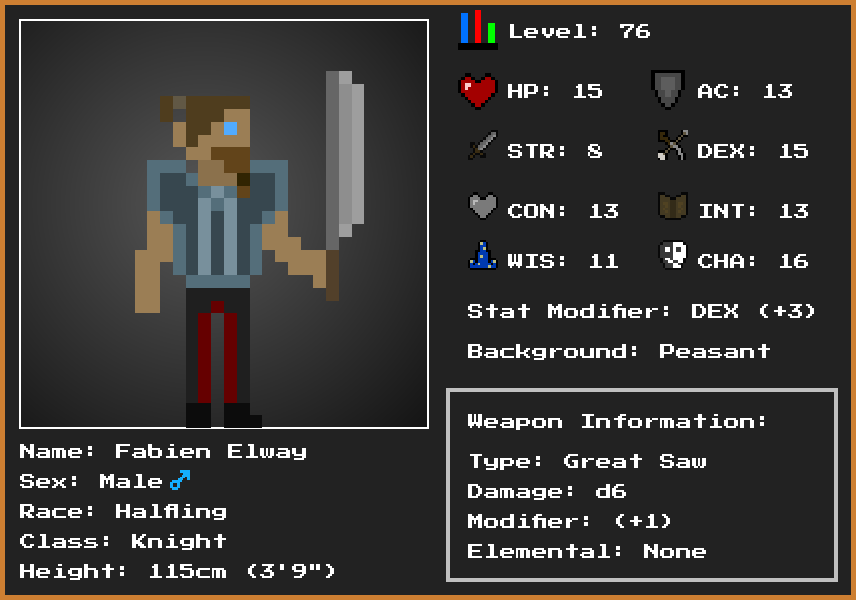 Level: 76
HP: 15 AC: 13
STR: 8 DEX: 15
CON: 13 INT: 13
WIS: 11 CHA: 16
Stat Modifier: DEX (+3)
Background: Peasant
Weapon Information:
Type: Great Saw
Damage: d6
Modifier: (+1)
Elemental: None
Name: Fabien Elway
Sex: Male♂
Race: Halfling
Class: Knight
Height: 115cm (3'9")